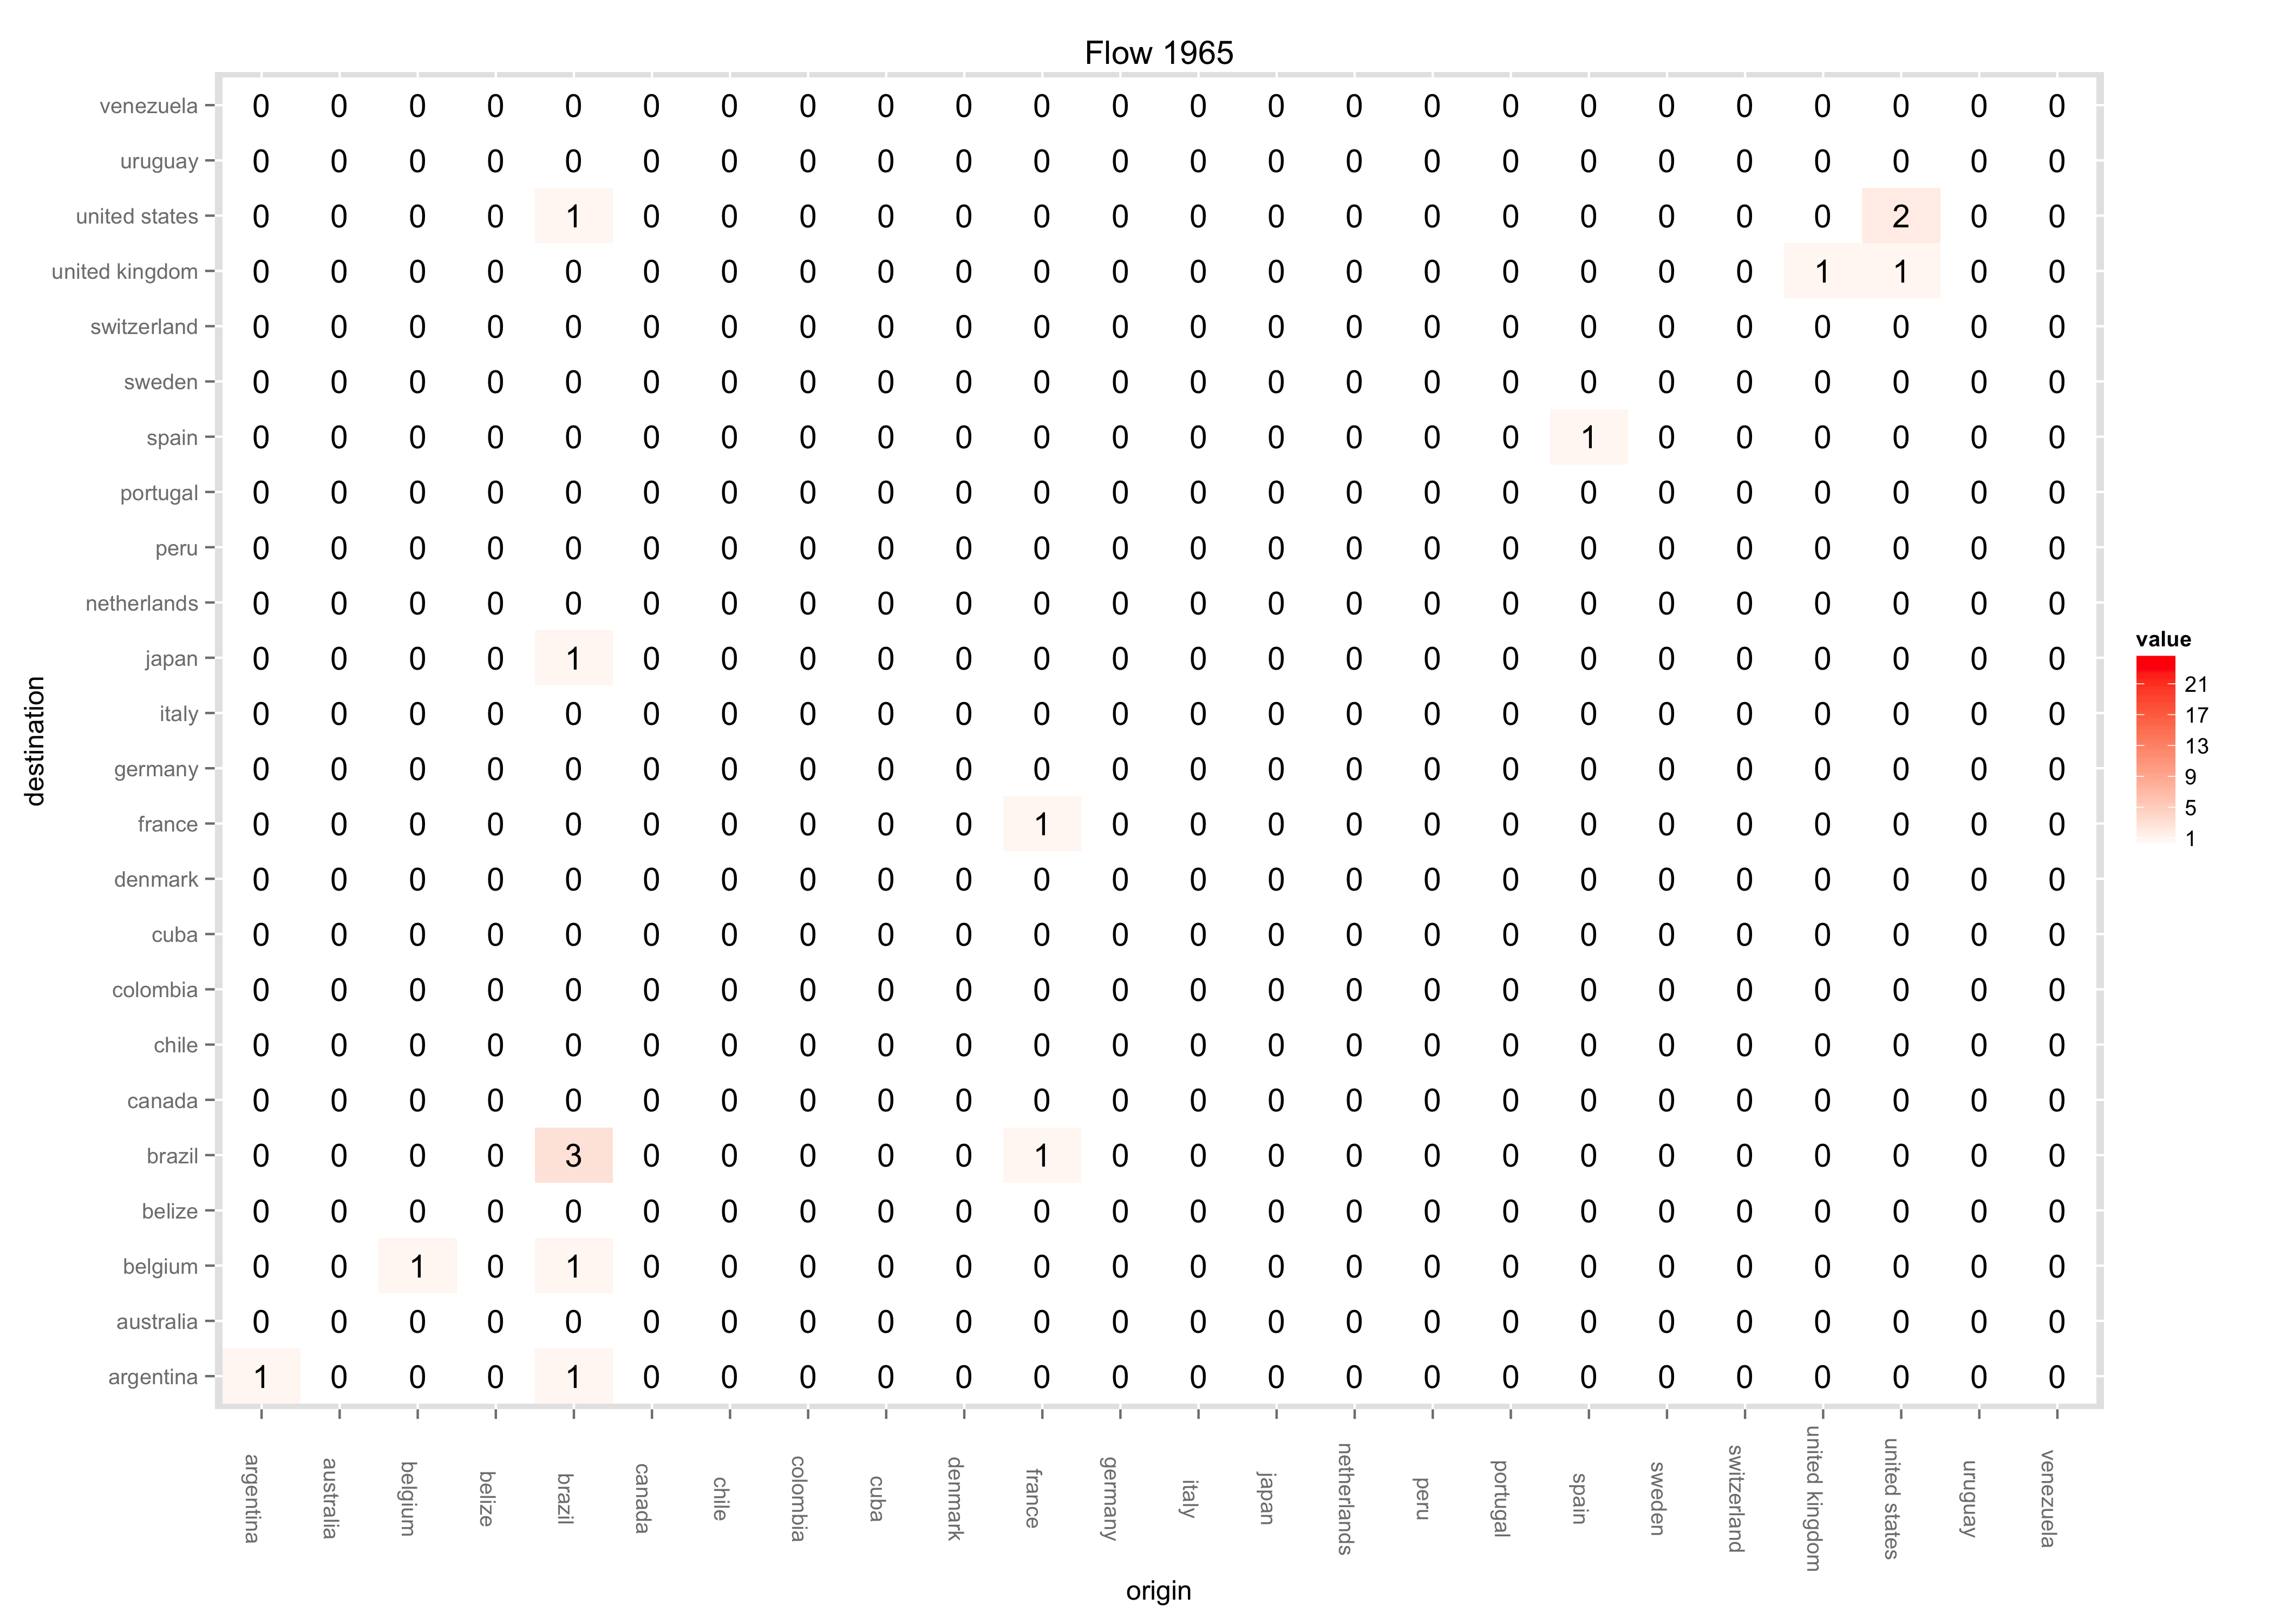 Flow 1965
venezuela 0 0 0 0 0 0 0 0 0 0 0 0 0 0 0 0 0 0 0 0 0 0 0 0
uruguay 0 0 0 0 0 0 0 0 0 0 0 0 0 0 0 0 0 0 0 0 0 0 0 0
united states 0 0 0 0 1 0 0 0 0 0 0 0 0 0 0 0 0 0 0 0 0 2 0 0
united kingdom 0 0 0 0 0 0 0 0 0 0 0 0 0 0 0 0 0 0 0 0 1 1 0 0
switzerland 0 0 0 0 0 0 0 0 0 0 0 0 0 0 0 0 0 0 0 0 0 0 0 0
sweden 0 0 0 0 0 0 0 0 0 0 0 0 0 0 0 0 0 0 0 0 0 0 0 0
spain 0 0 0 0 0 0 0 0 0 0 0 0 0 0 0 0 0 1 0 0 0 0 0 0
portugal 0 0 0 0 0 0 0 0 0 0 0 0 0 0 0 0 0 0 0 0 0 0 0 0
peru 0 0 0 0 0 0 0 0 0 0 0 0 0 0 0 0 0 0 0 0 0 0 0 0
netherlands 0 0 0 0 0 0 0 0 0 0 0 0 0 0 0 0 0 0 0 0 0 0 0 0
japan 0 0 0 0 1 0 0 0 0 0 0 0 0 0 0 0 0 0 0 0 0 0 0 0
italy 0 0 0 0 0 0 0 0 0 0 0 0 0 0 0 0 0 0 0 0 0 0 0 0
germany 0 0 0 0 0 0 0 0 0 0 0 0 0 0 0 0 0 0 0 0 0 0 0 0
france 0 0 0 0 0 0 0 0 0 0 1 0 0 0 0 0 0 0 0 0 0 0 0 0
denmark 0 0 0 0 0 0 0 0 0 0 0 0 0 0 0 0 0 0 0 0 0 0 0 0
cuba 0 0 0 0 0 0 0 0 0 0 0 0 0 0 0 0 0 0 0 0 0 0 0 0
colombia 0 0 0 0 0 0 0 0 0 0 0 0 0 0 0 0 0 0 0 0 0 0 0 0
chile 0 0 0 0 0 0 0 0 0 0 0 0 0 0 0 0 0 0 0 0 0 0 0 0
canada 0 0 0 0 0 0 0 0 0 0 0 0 0 0 0 0 0 0 0 0 0 0 0 0
brazil 0 0 0 0 3 0 0 0 0 0 1 0 0 0 0 0 0 0 0 0 0 0 0 0
belize 0 0 0 0 0 0 0 0 0 0 0 0 0 0 0 0 0 0 0 0 0 0 0 0
belgium 0 0 1 0 1 0 0 0 0 0 0 0 0 0 0 0 0 0 0 0 0 0 0 0
australia 0 0 0 0 0 0 0 0 0 0 0 0 0 0 0 0 0 0 0 0 0 0 0 0
argentina 1 0 0 0 1 0 0 0 0 0 0 0 0 0 0 0 0 0 0 0 0 0 0 0
destination
argentina
australia
belgium
belize
brazil
canada
chile
colombia
cuba
denmark
france
germany
italy
japan
netherlands
peru
portugal
spain
sweden
switzerland
united kingdom
united states
uruguay
venezuela
origin
value
21
17
13
9
5
1